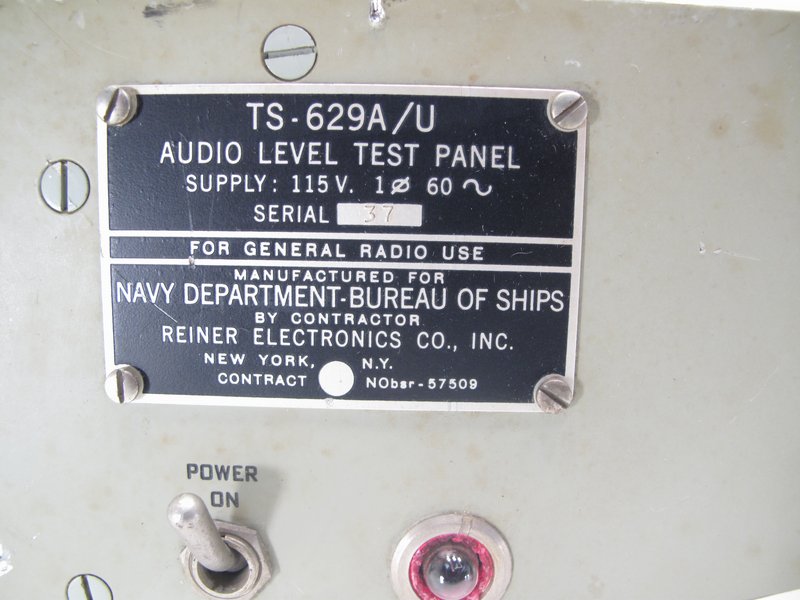 TS-629A/U
AUDIO LEVEL TEST PANEL
SUPPLY: 115V. 1ø 60 ~
SERIAL 37
FOR GENERAL RADIO USE
MANUFACTURED FOR
NAVY DEPARTMENT-BUREAU OF SHIPS
BY CONTRACTOR
REINER ELECTRONICS CO., INC.
NEW YORK, N.Y.
CONTRACT NObsr-57509
POWER
ON